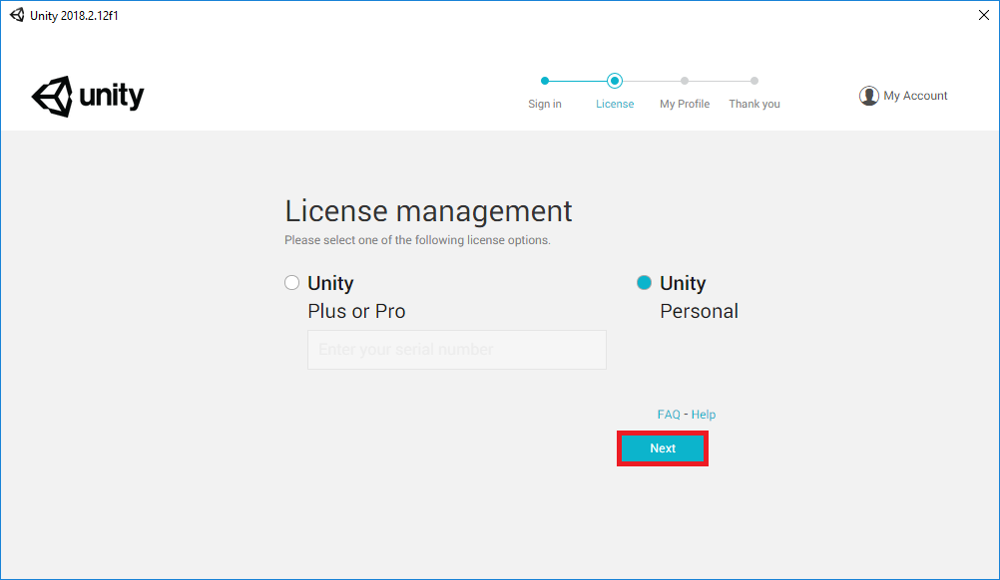 Unity 2018.2.12f1
unity
Sign in License My Profile Thank you
My Account
License management
Please select one of the following license options.
Unity
Plus or Pro
Enter your serial number
Unity
Personal
FAQ - Help
Next